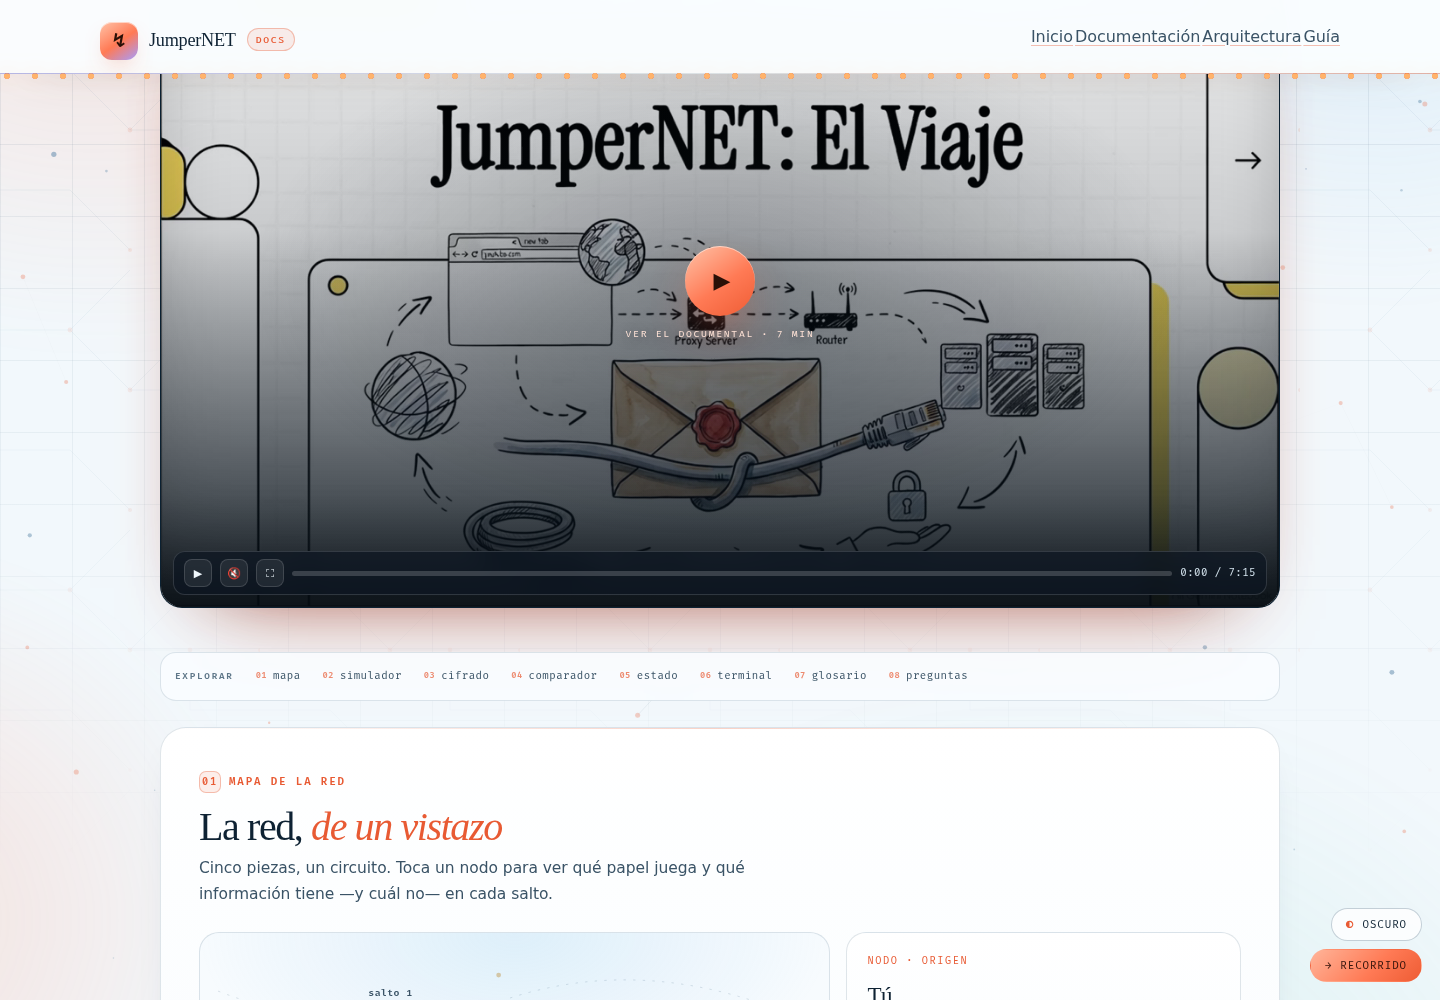 JumperNET DOCS
Inicio Documentación Arquitectura Guía
JumperNET: El Viaje
new tab
VER EL DOCUMENTAL · 7 MIN
Proxy Server
Router
0:00 / 7:15
EXPLORAR 01 mapa 02 simulador 03 cifrado 04 comparador 05 estado 06 terminal 07 glosario 08 preguntas
01 MAPA DE LA RED
La red, de un vistazo
Cinco piezas, un circuito. Toca un nodo para ver qué papel juega y qué
información tiene —y cuál no— en cada salto.
salto 1
NODO · ORIGEN
Tú
OSCURO
→ RECORRIDO